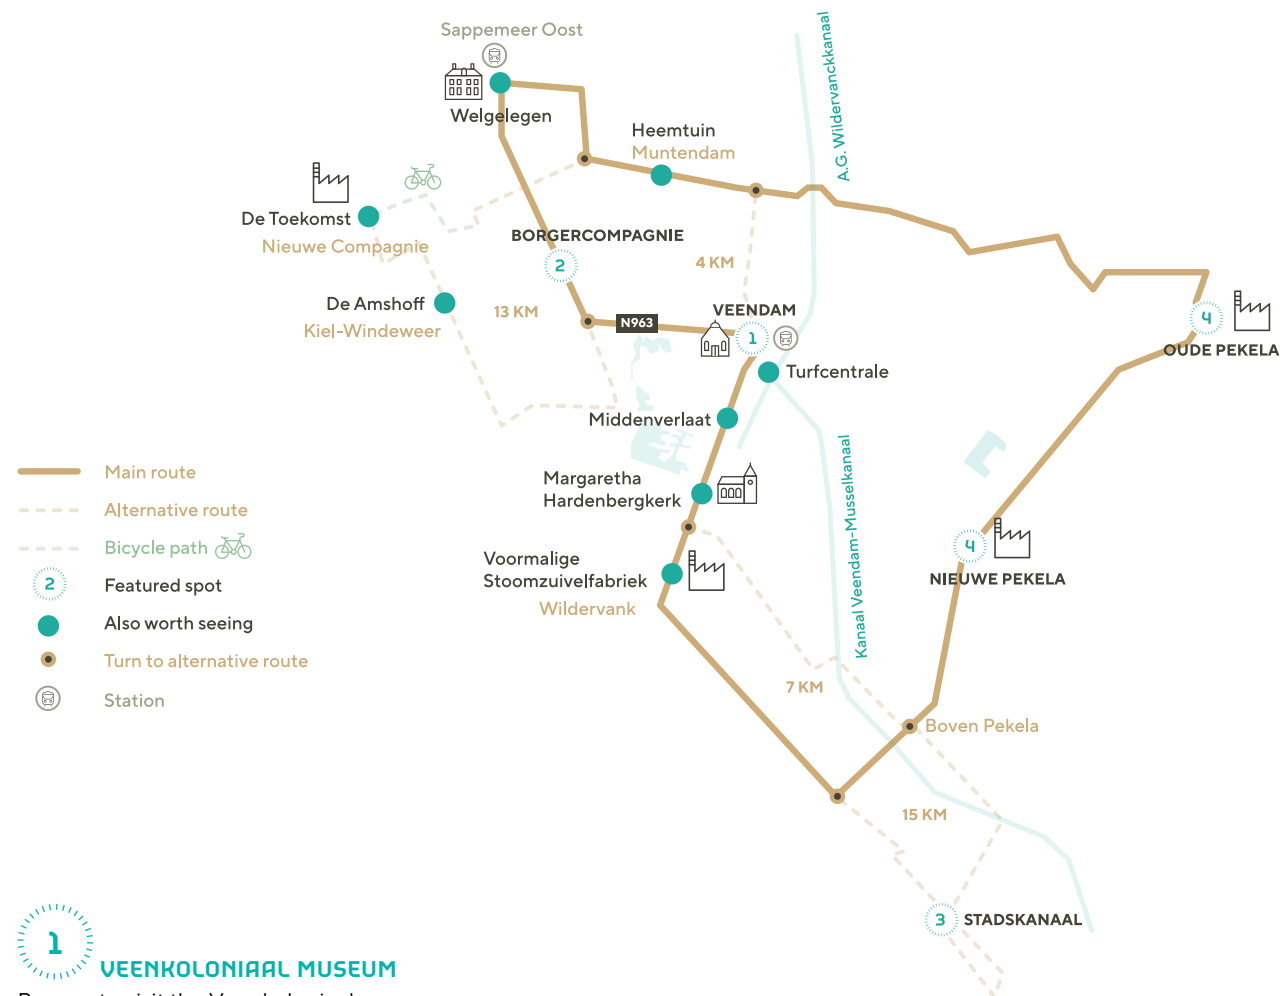 Sappemeer Oost
Welgelegen
Heemtuin
Muntendam
A.G. Wildervanckkanaal
De Toekomst
Nieuwe Compagnie
BORGERCOMPAGNIE
2
4 KM
De Amshoff
Kiel-Windeweer
13 KM
N963
VEENDAM
1
4
OUDE PEKELA
Turfcentrale
Middenverlaat
Margaretha
Hardenbergkerk
Kanaal Veendam-Musselkanaal
Voormalige
Stoomzuivelfabriek
Wildervank
4
NIEUWE PEKELA
7 KM
Boven Pekela
15 KM
3 STADSKANAAL
Main route
Alternative route
Bicycle path
2 Featured spot
Also worth seeing
Turn to alternative route
Station
1 VEENKOLONIAAL MUSEUM